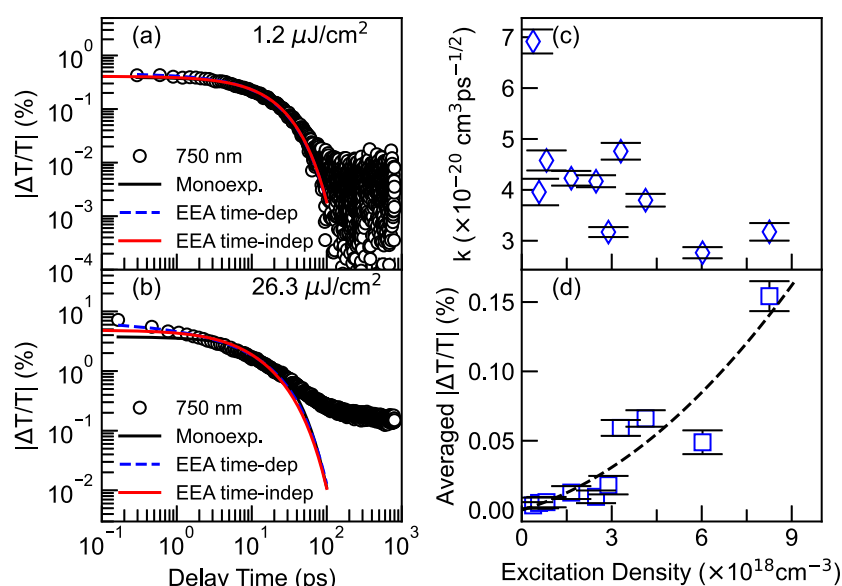 (a)
1.2 μJ/cm²
|ΔT/T| (%)
10¹
10⁰
10⁻¹
10⁻²
10⁻³
10⁻⁴
750 nm
Monoexp.
EEA time-dep
EEA time-indep
(b)
26.3 μJ/cm²
|ΔT/T| (%)
10²
10¹
10⁰
10⁻¹
10⁻²
750 nm
Monoexp.
EEA time-dep
EEA time-indep
10⁻¹ 10⁰ 10¹ 10² 10³
Delay Time (ps)
(c)
k (×10⁻²⁰ cm³ps⁻¹/²)
7
6
5
4
3
(d)
Averaged |ΔT/T| (%)
0.15
0.10
0.05
0.00
0 3 6 9
Excitation Density (×10¹⁸cm⁻³)